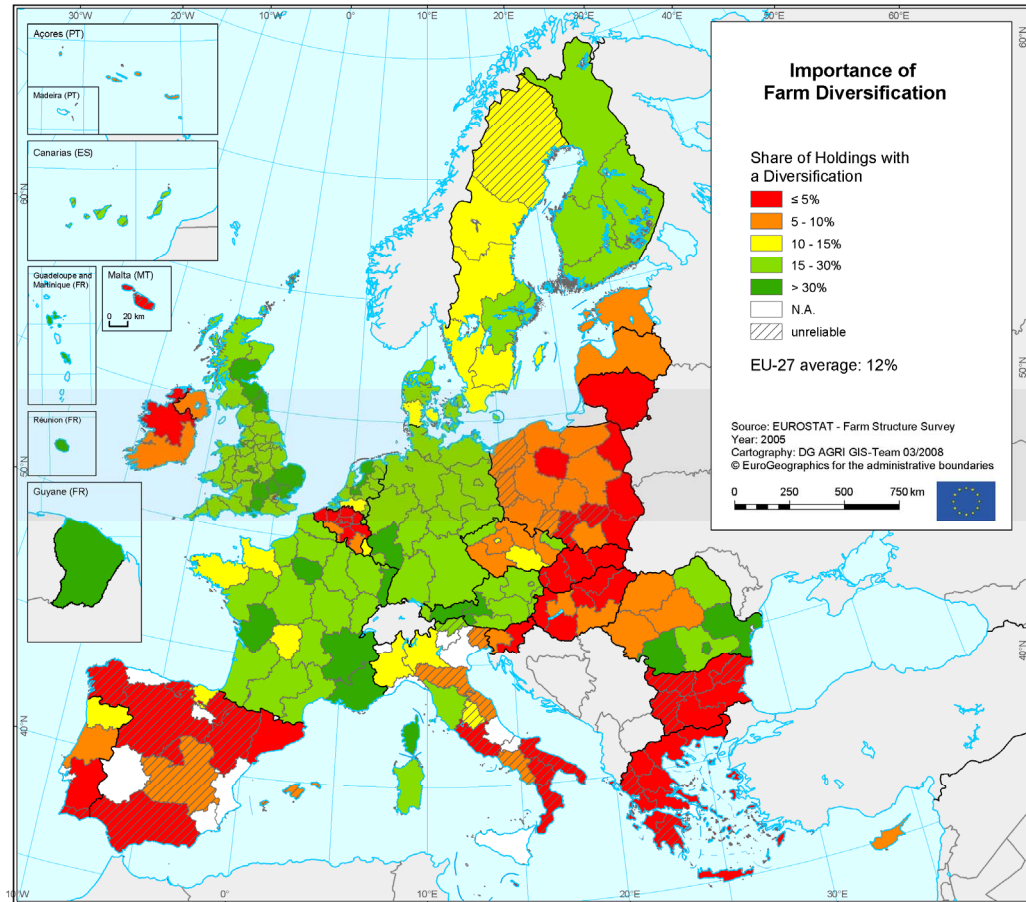 30°W
20°W
10°W
0°
10°E
20°E
30°E
40°E
50°E
60°E
60°N
50°N
40°N
60°N
50°N
40°N
10°W
0°
10°E
20°E
30°E
Açores (PT)
Madeira (PT)
Canarias (ES)
Guadeloupe and
Martinique (FR)
Malta (MT)
0 20 km
Réunion (FR)
Guyane (FR)
Importance of
Farm Diversification
Share of Holdings with
a Diversification
≤ 5%
5 - 10%
10 - 15%
15 - 30%
> 30%
N.A.
unreliable
EU-27 average: 12%
Source: EUROSTAT - Farm Structure Survey
Year: 2005
Cartography: DG AGRI GIS-Team 03/2008
© EuroGeographics for the administrative boundaries
0 250 500 750 km